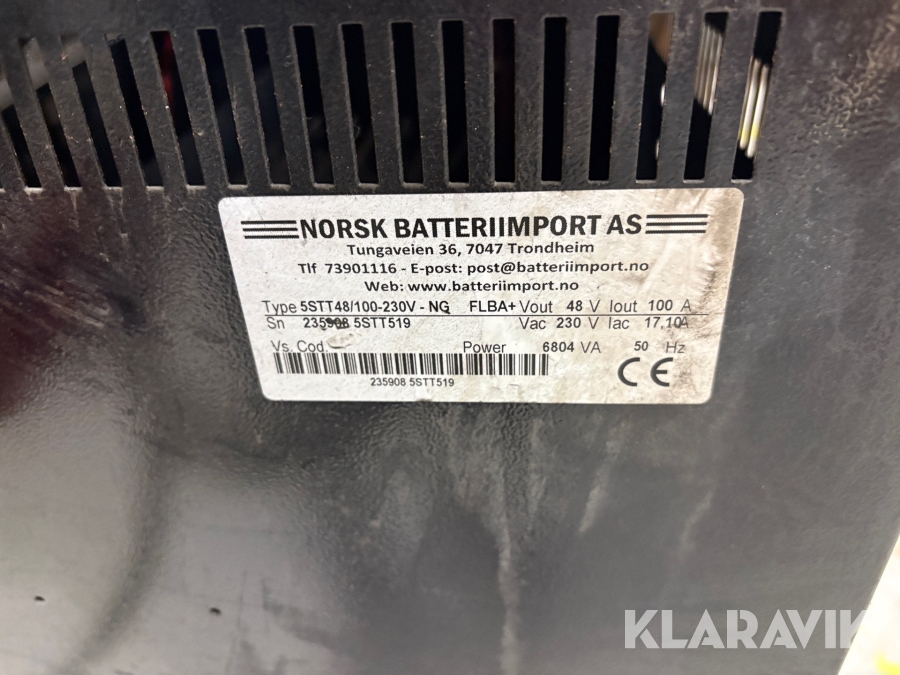 NORSK BATTERIIMPORT AS
Tungaveien 36, 7047 Trondheim
Tlf 73901116 - E-post: post@batteriimport.no
Web: www.batteriimport.no
Type 5STT48/100-230V - NG FLBA+ Vout 48 V Iout 100 A
Sn 235908 5STT519 Vac 230 V Iac 17,10A
Vs. Cod. Power 6804 VA 50 Hz
235908 5STT519
CE
KLARAVIK